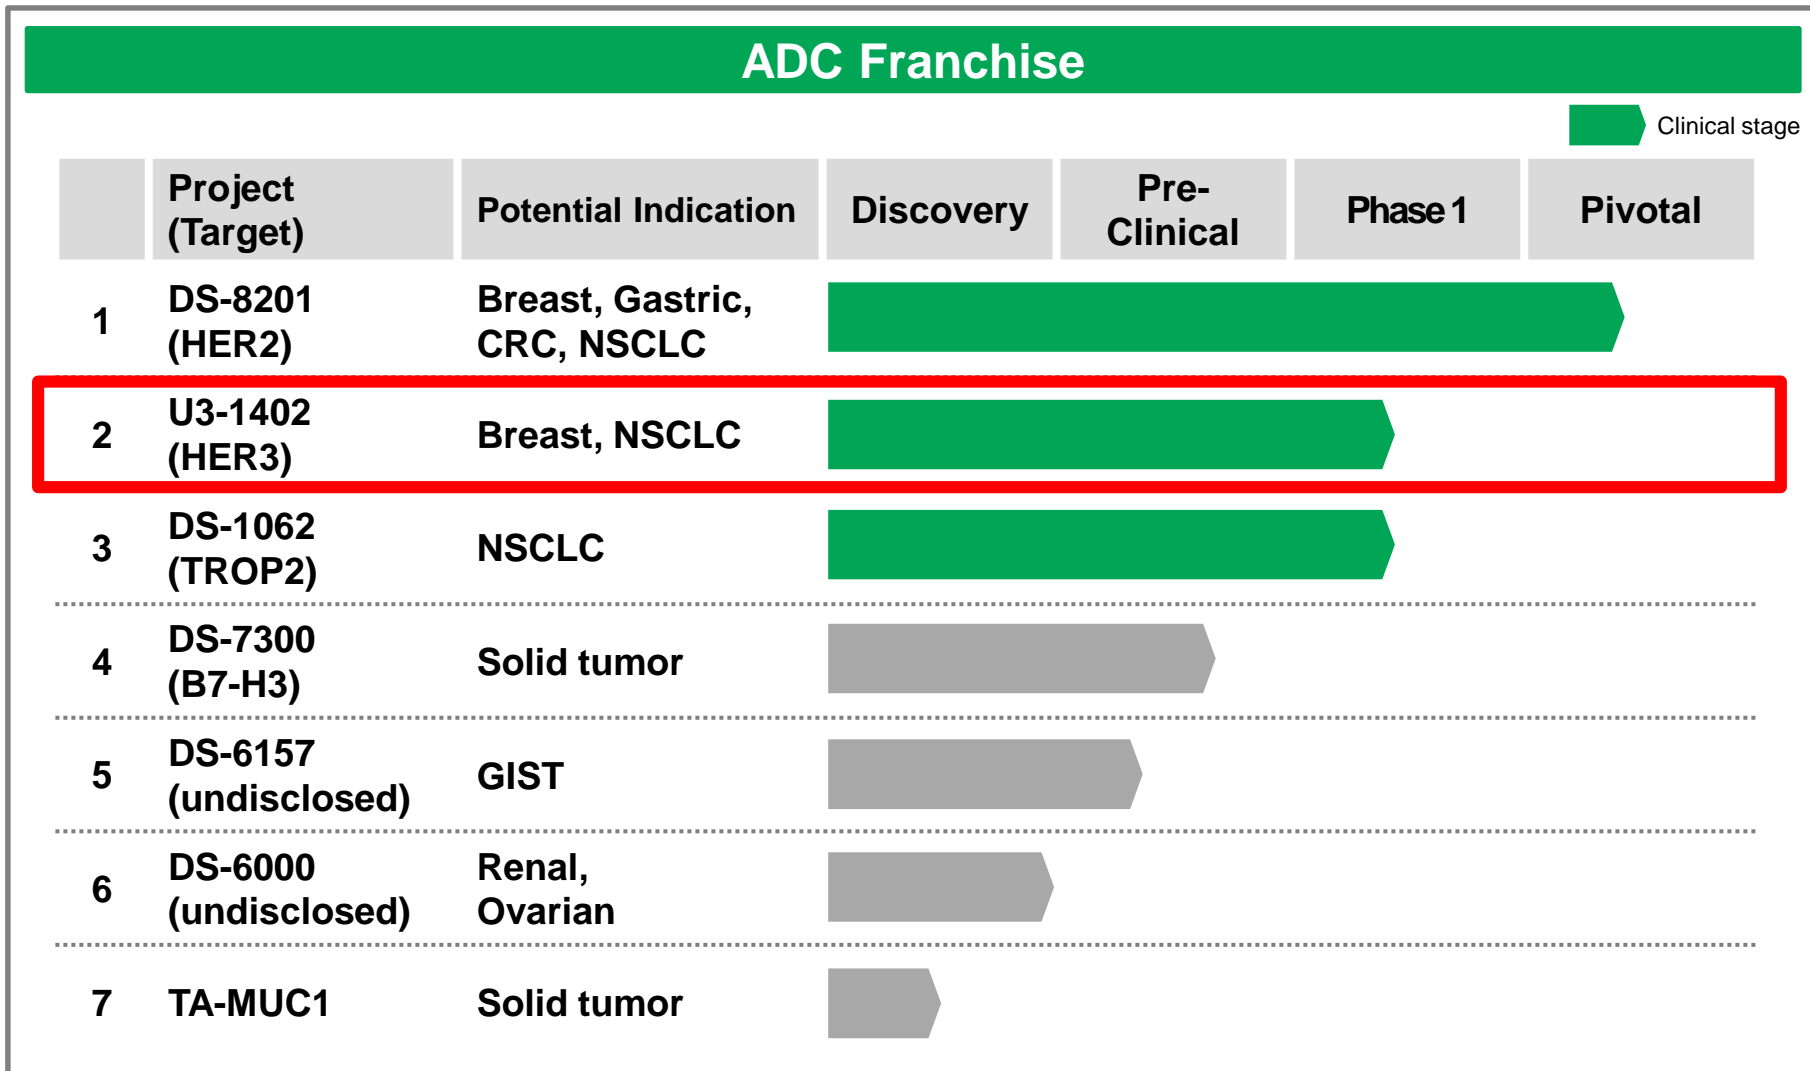 ADC Franchise
Clinical stage
Project
(Target)
Potential Indication
Discovery
Pre-
Clinical
Phase 1
Pivotal
1
DS-8201
(HER2)
Breast, Gastric,
CRC, NSCLC
2
U3-1402
(HER3)
Breast, NSCLC
3
DS-1062
(TROP2)
NSCLC
4
DS-7300
(B7-H3)
Solid tumor
5
DS-6157
(undisclosed)
GIST
6
DS-6000
(undisclosed)
Renal,
Ovarian
7
TA-MUC1
Solid tumor